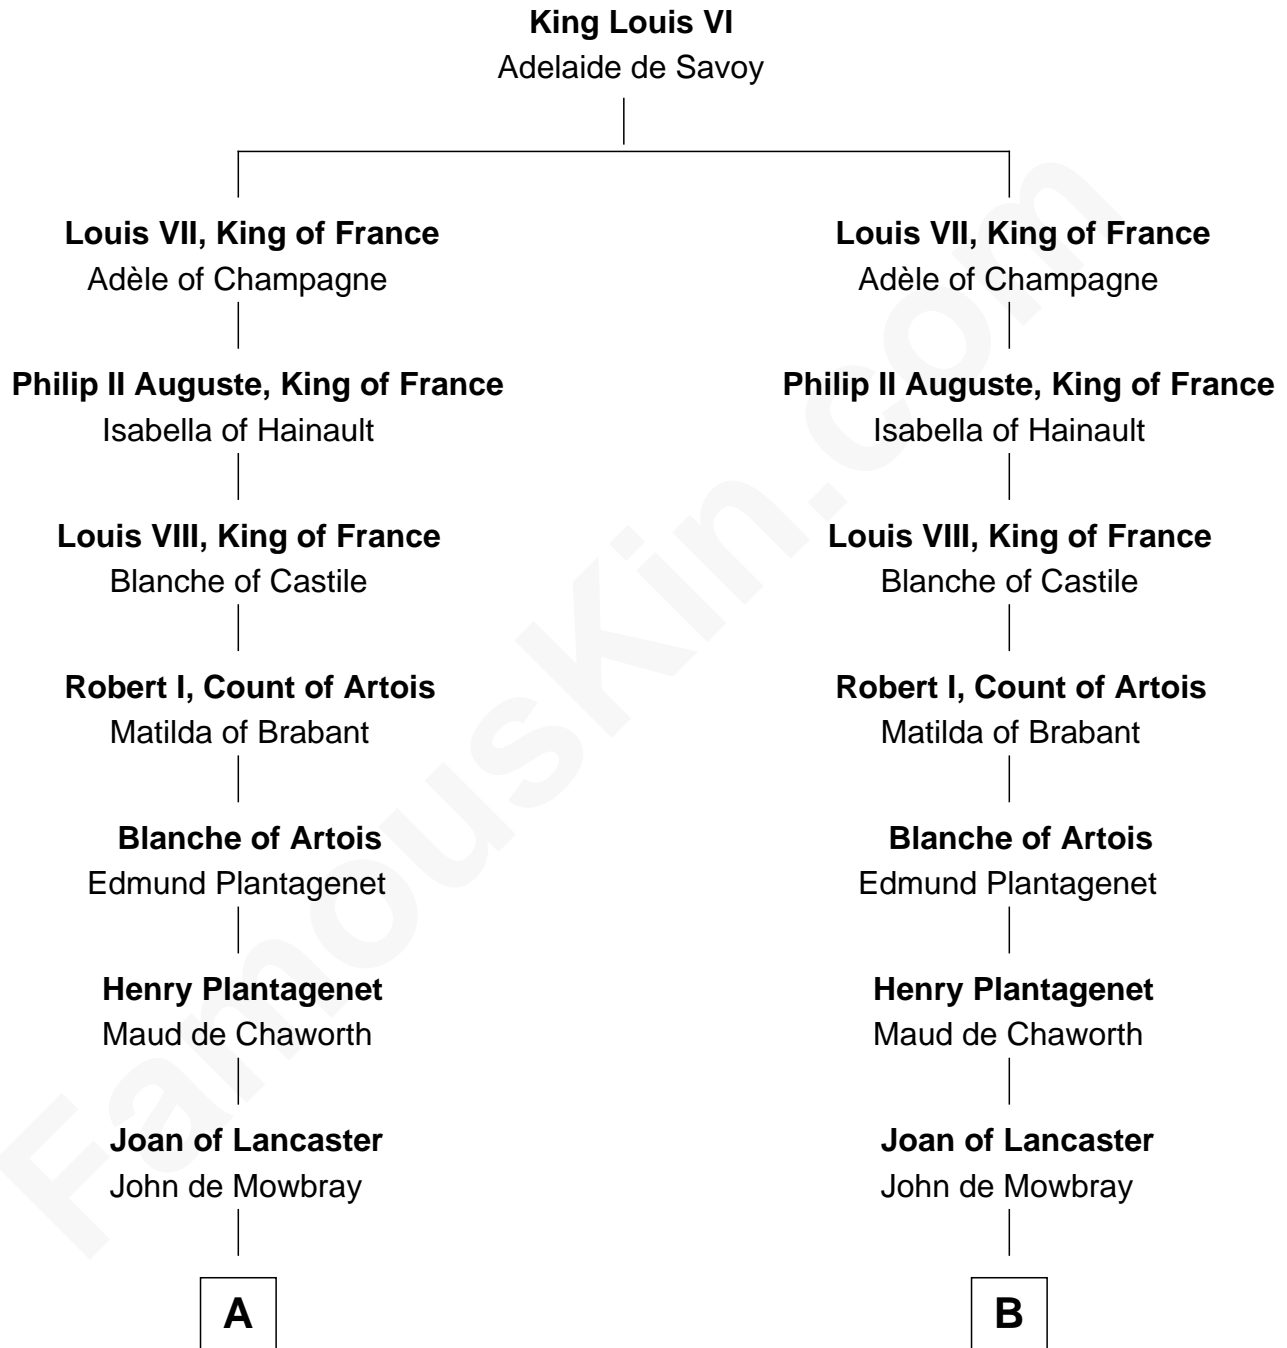 King Louis VI
Adelaide de Savoy
Louis VII, King of France
Adèle of Champagne
Philip II Auguste, King of France
Isabella of Hainault
Louis VIII, King of France
Blanche of Castile
Robert I, Count of Artois
Matilda of Brabant
Blanche of Artois
Edmund Plantagenet
Henry Plantagenet
Maud de Chaworth
Joan of Lancaster
John de Mowbray
A
Louis VII, King of France
Adèle of Champagne
Philip II Auguste, King of France
Isabella of Hainault
Louis VIII, King of France
Blanche of Castile
Robert I, Count of Artois
Matilda of Brabant
Blanche of Artois
Edmund Plantagenet
Henry Plantagenet
Maud de Chaworth
Joan of Lancaster
John de Mowbray
B
FamousKin.com